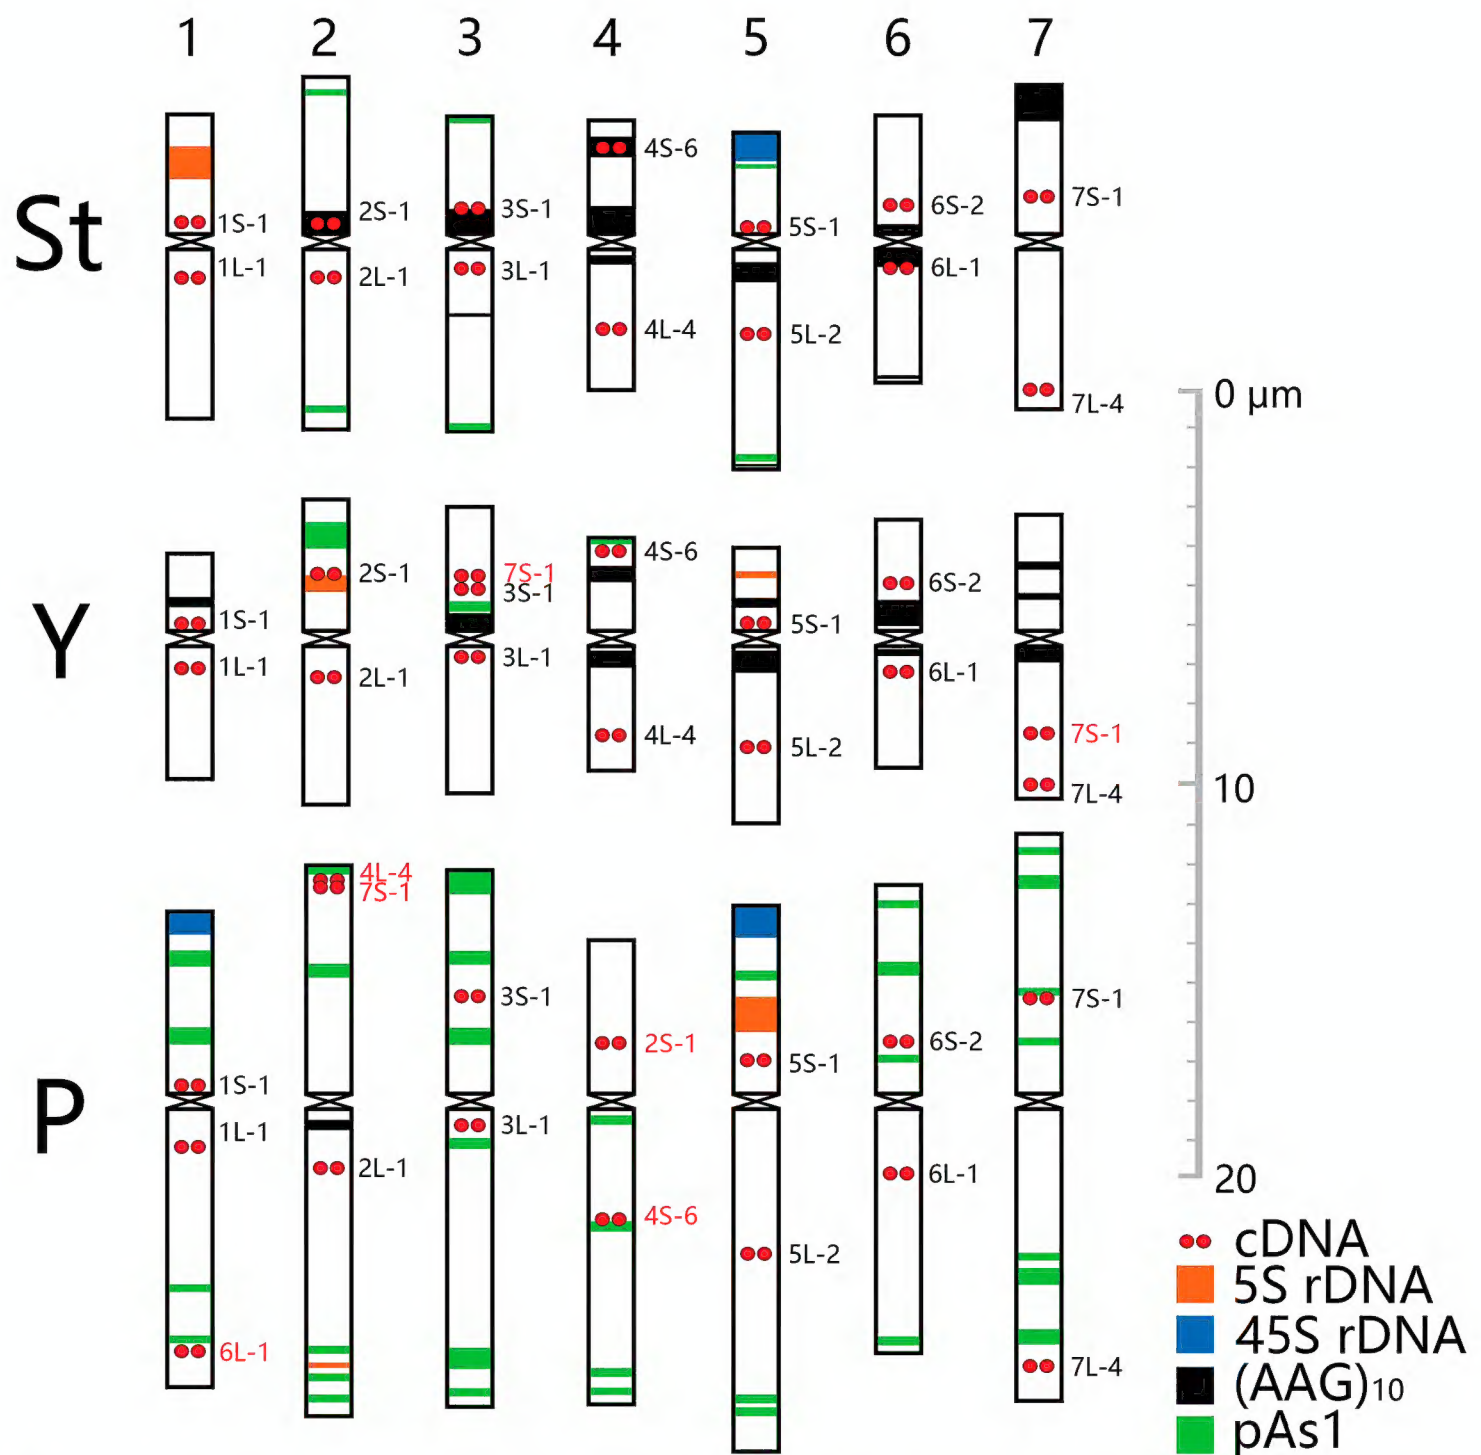 1 2 3 4 5 6 7
St
1S-1
1L-1
2S-1
2L-1
3S-1
3L-1
4S-6
4L-4
5S-1
5L-2
6S-2
6L-1
7S-1
7L-4
Y
1S-1
1L-1
2S-1
2L-1
7S-1
3S-1
3L-1
4S-6
4L-4
5S-1
5L-2
6S-2
6L-1
7S-1
7L-4
P
1S-1
1L-1
6L-1
4L-4
7S-1
2L-1
3S-1
3L-1
2S-1
4S-6
5S-1
5L-2
6S-2
6L-1
7S-1
7L-4
0 μm
10
20
cDNA
5S rDNA
45S rDNA
(AAG)10
pAs1